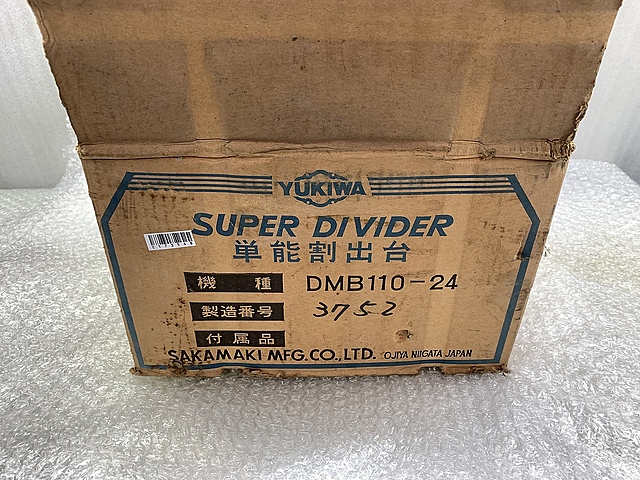 YUKIWA
SUPER DIVIDER
単能割出台
機種 DMB110-24
製造番号 3752
付属品
SAKAMAKI MFG.CO.,LTD. OJIYA NIIGATA JAPAN